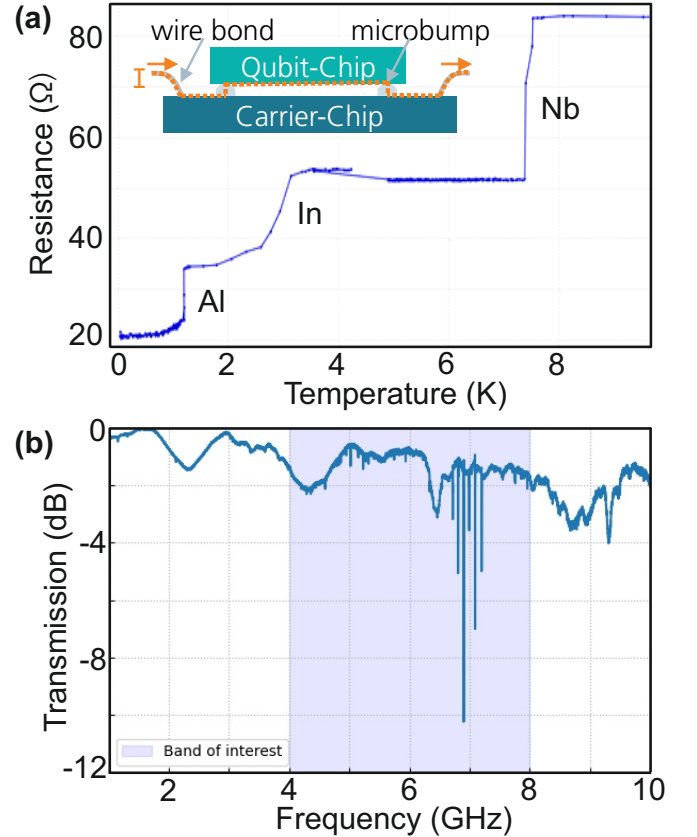 (a)
80
60
40
20
Resistance (Ω)
wire bond
microbump
I
Qubit-Chip
Carrier-Chip
Nb
In
Al
0
2
4
6
8
Temperature (K)
(b)
0
-4
-8
-12
Transmission (dB)
Band of interest
2
4
6
8
10
Frequency (GHz)